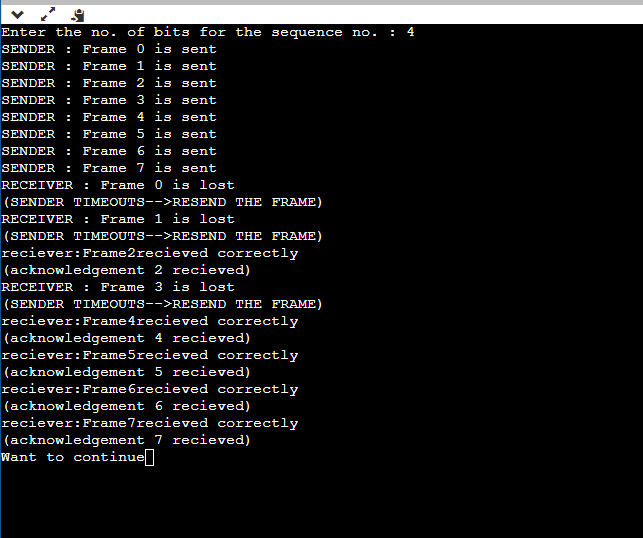 Enter the no. of bits for the sequence no. : 4
SENDER : Frame 0 is sent
SENDER : Frame 1 is sent
SENDER : Frame 2 is sent
SENDER : Frame 3 is sent
SENDER : Frame 4 is sent
SENDER : Frame 5 is sent
SENDER : Frame 6 is sent
SENDER : Frame 7 is sent
RECEIVER : Frame 0 is lost
(SENDER TIMEOUTS-->RESEND THE FRAME)
RECEIVER : Frame 1 is lost
(SENDER TIMEOUTS-->RESEND THE FRAME)
reciever:Frame2recieved correctly
(acknowledgement 2 recieved)
RECEIVER : Frame 3 is lost
(SENDER TIMEOUTS-->RESEND THE FRAME)
reciever:Frame4recieved correctly
(acknowledgement 4 recieved)
reciever:Frame5recieved correctly
(acknowledgement 5 recieved)
reciever:Frame6recieved correctly
(acknowledgement 6 recieved)
reciever:Frame7recieved correctly
(acknowledgement 7 recieved)
Want to continue